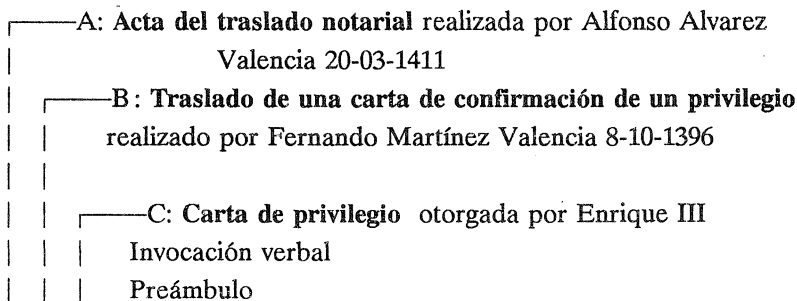 A: Acta del traslado notarial realizada por Alfonso Alvarez
Valencia 20-03-1411
B: Traslado de una carta de confirmación de un privilegio
realizado por Fernando Martínez Valencia 8-10-1396
C: Carta de privilegio otorgada por Enrique III
Invocación verbal
Preámbulo